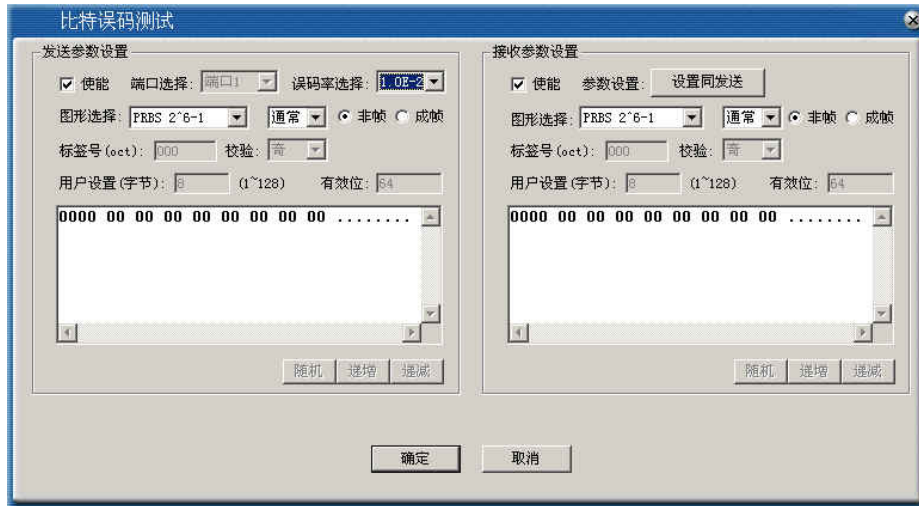 比特误码测试
发送参数设置
使能 端口选择: 端口1 误码率选择: 1.0E-2
图形选择: PRBS 2^6-1 通常 非帧 成帧
标签号(oct): 000 校验: 奇
用户设置(字节): 8 (1~128) 有效位: 64
0000 00 00 00 00 00 00 00 00 ........
随机 递增 递减
接收参数设置
使能 参数设置: 设置同发送
图形选择: PRBS 2^6-1 通常 非帧 成帧
标签号(oct): 000 校验: 奇
用户设置(字节): 8 (1~128) 有效位: 64
0000 00 00 00 00 00 00 00 00 ........
随机 递增 递减
确定 取消